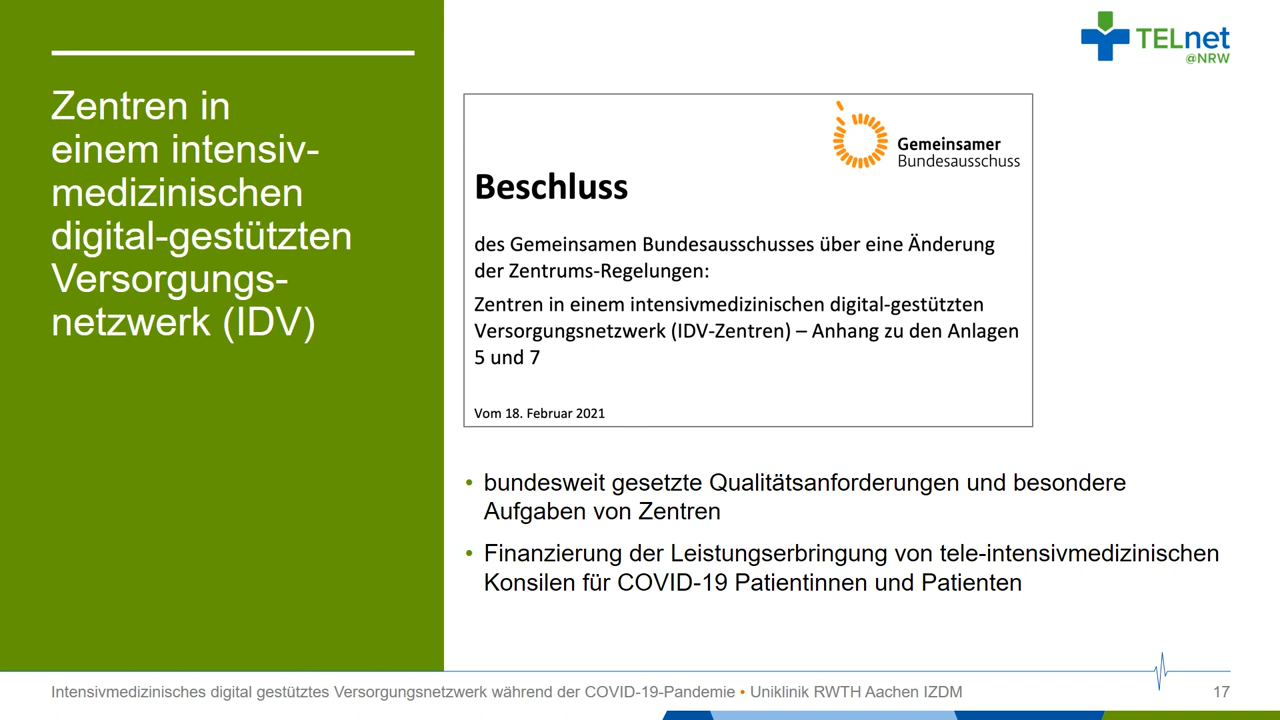 TELnet
@NRW
Zentren in
einem intensiv-
medizinischen
digital-gestützten
Versorgungs-
netzwerk (IDV)
Gemeinsamer
Bundesausschuss
Beschluss
des Gemeinsamen Bundesausschusses über eine Änderung
der Zentrums-Regelungen:
Zentren in einem intensivmedizinischen digital-gestützten
Versorgungsnetzwerk (IDV-Zentren) – Anhang zu den Anlagen
5 und 7
Vom 18. Februar 2021
• bundesweit gesetzte Qualitätsanforderungen und besondere
Aufgaben von Zentren
• Finanzierung der Leistungserbringung von tele-intensivmedizinischen
Konsilen für COVID-19 Patientinnen und Patienten
Intensivmedizinisches digital gestütztes Versorgungsnetzwerk während der COVID-19-Pandemie • Uniklinik RWTH Aachen IZDM
17